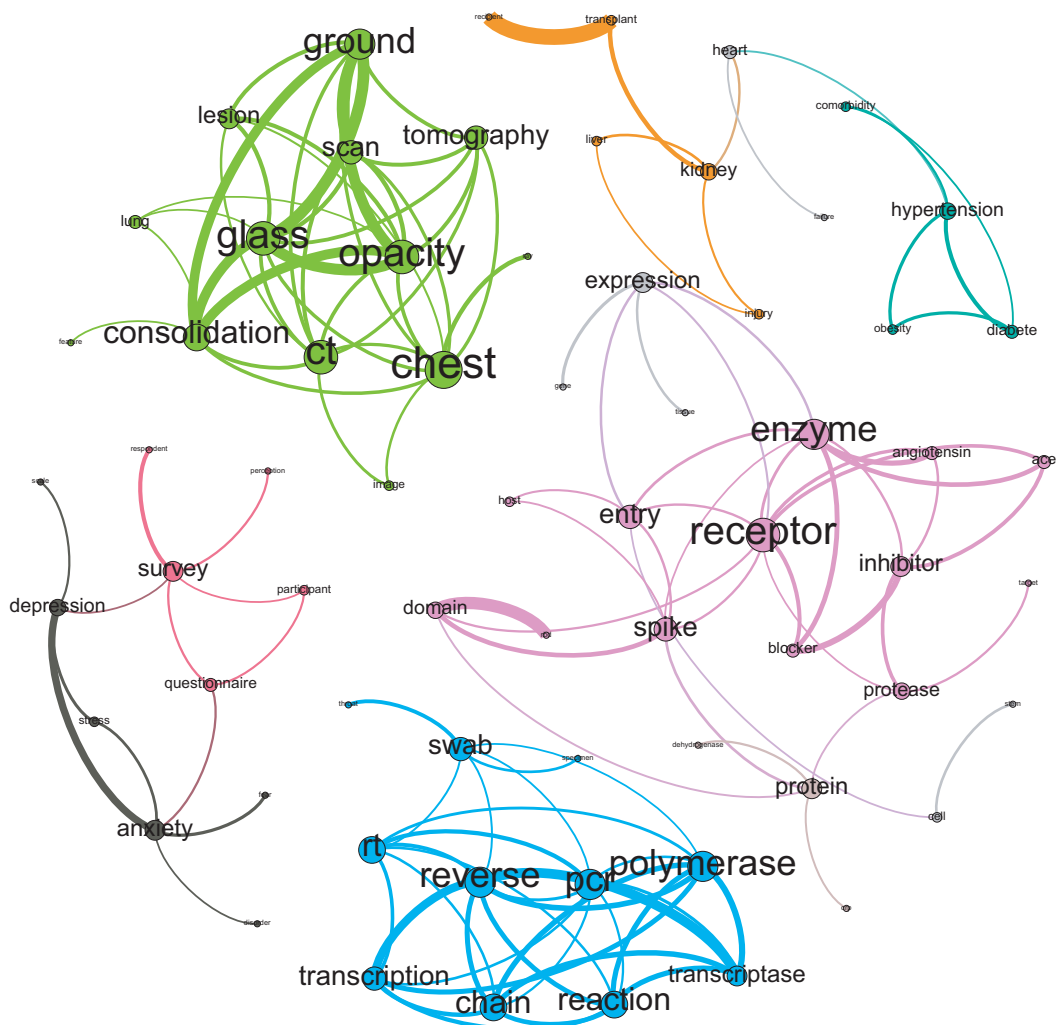 recipient
transplant
ground
heart
lesion
comorbidity
tomography
scan
liver
kidney
lung
glass
failure
hypertension
opacity
expression
consolidation
injury
obesity
diabete
feature
ct
chest
gene
tissue
enzyme
respondent
angiotensin
ace
perception
scale
image
host
entry
receptor
survey
inhibitor
target
participant
depression
domain
spike
blocker
questionnaire
protease
throat
stem
stress
swab
dehydrogenase
specimen
protein
fear
cell
anxiety
rt
polymerase
reverse
pcr
disorder
transcription
transcriptase
chain
reaction